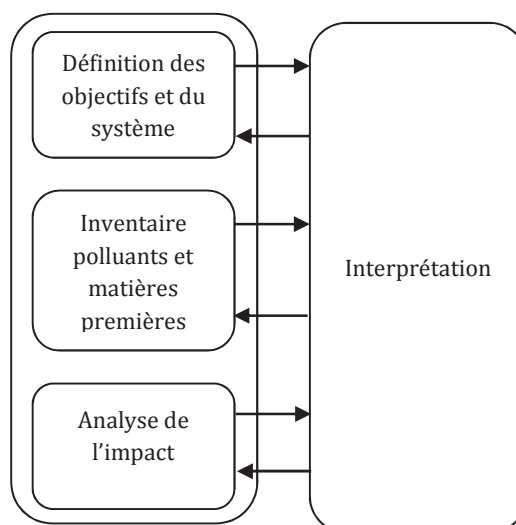 Définition des
objectifs et du
système
Inventaire
polluants et
matières
premières
Interprétation
Analyse de
l’impact